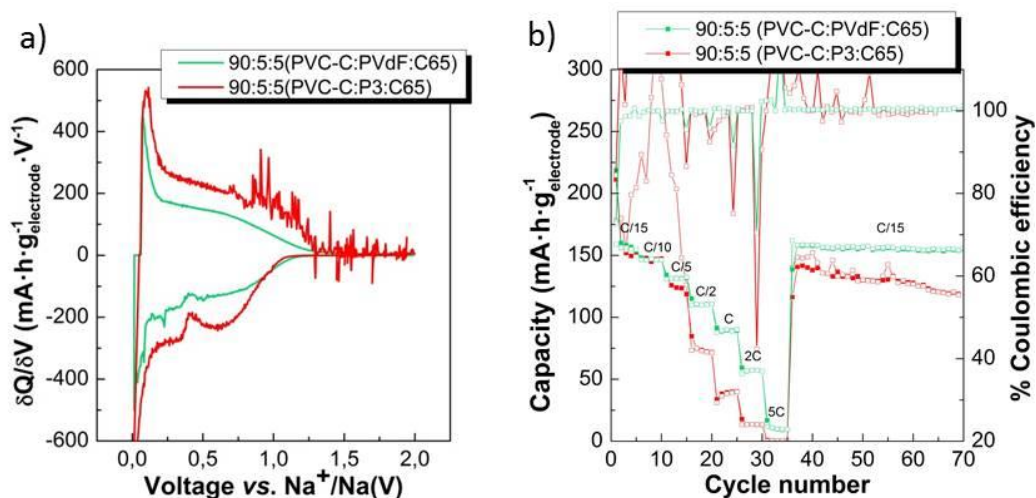 a)
90:5:5(PVC-C:PVdF:C65)
90:5:5(PVC-C:P3:C65)
600
400
200
0
-200
-400
-600
δQ/δV (mA·h·g⁻¹electrode·V⁻¹)
0,0 0,5 1,0 1,5 2,0
Voltage vs. Na⁺/Na(V)
b)
90:5:5 (PVC-C:PVdF:C65)
90:5:5 (PVC-C:P3:C65)
300
250
200
150
100
50
0
Capacity (mA·h·g⁻¹electrode)
C/15
C/10
C/5
C/2
C
2C
5C
C/15
100
80
60
40
20
% Coulombic efficiency
0 10 20 30 40 50 60 70
Cycle number